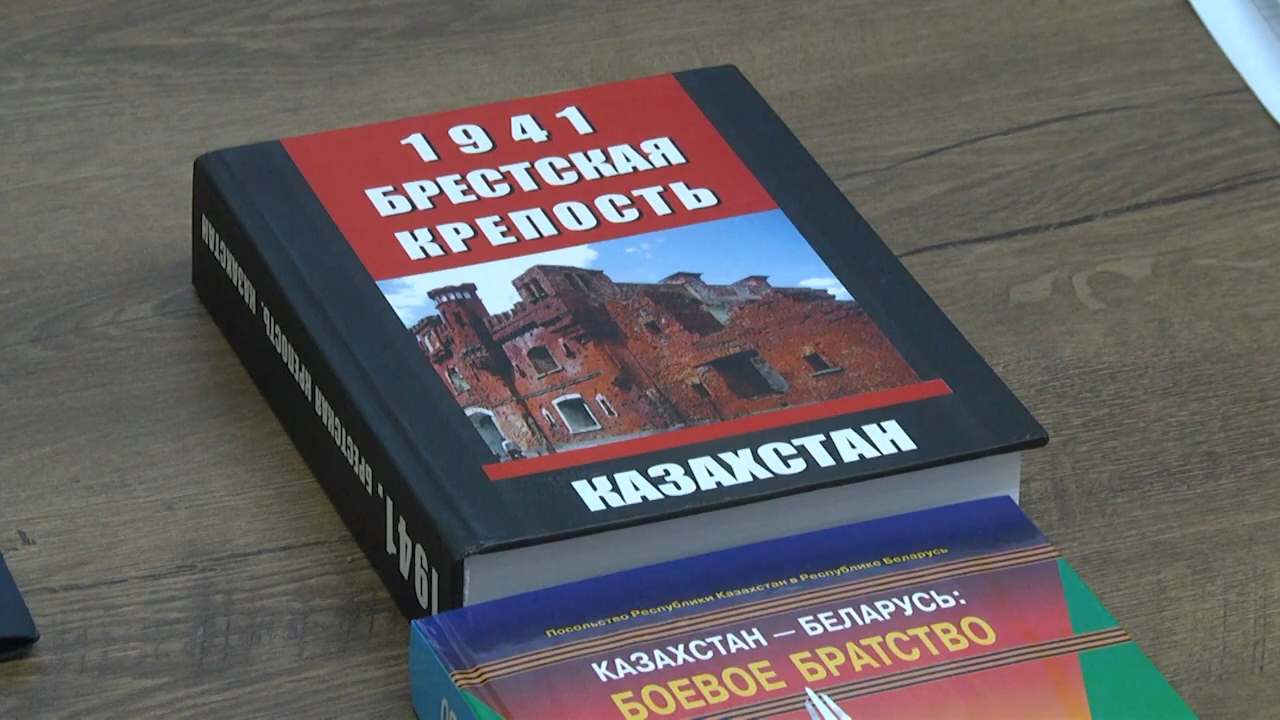 1941
БРЕСТСКАЯ
КРЕПОСТЬ
КАЗАХСТАН
1941 - БРЕСТСКАЯ КРЕПОСТЬ. КАЗАХСТАН
Посольство Республики Казахстан в Республике Беларусь
КАЗАХСТАН – БЕЛАРУСЬ:
БОЕВОЕ БРАТСТВО